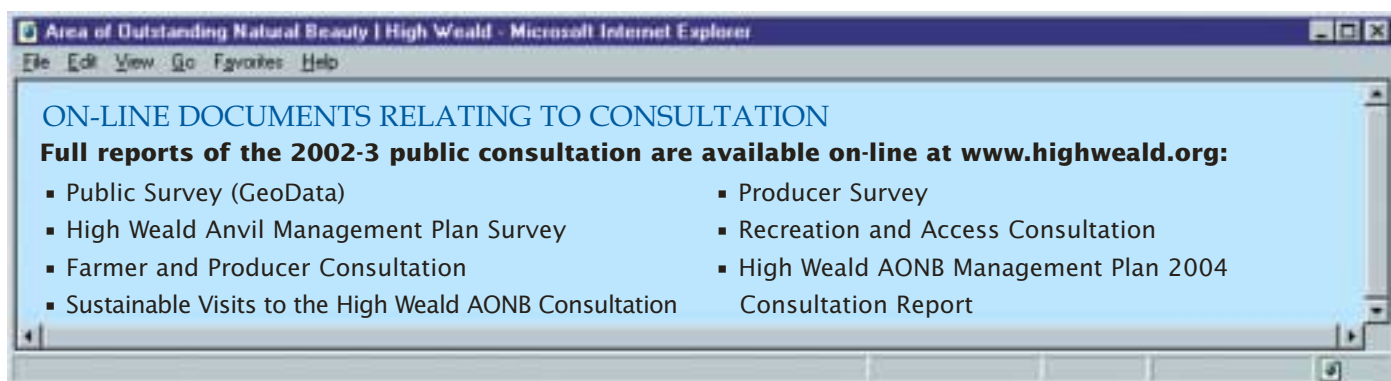 Area of Outstanding Natural Beauty | High Weald - Microsoft Internet Explorer
File Edit View Go Favorites Help
ON-LINE DOCUMENTS RELATING TO CONSULTATION
Full reports of the 2002-3 public consultation are available on-line at www.highweald.org:
▪ Public Survey (GeoData)
▪ High Weald Anvil Management Plan Survey
▪ Farmer and Producer Consultation
▪ Sustainable Visits to the High Weald AONB Consultation
▪ Producer Survey
▪ Recreation and Access Consultation
▪ High Weald AONB Management Plan 2004
Consultation Report